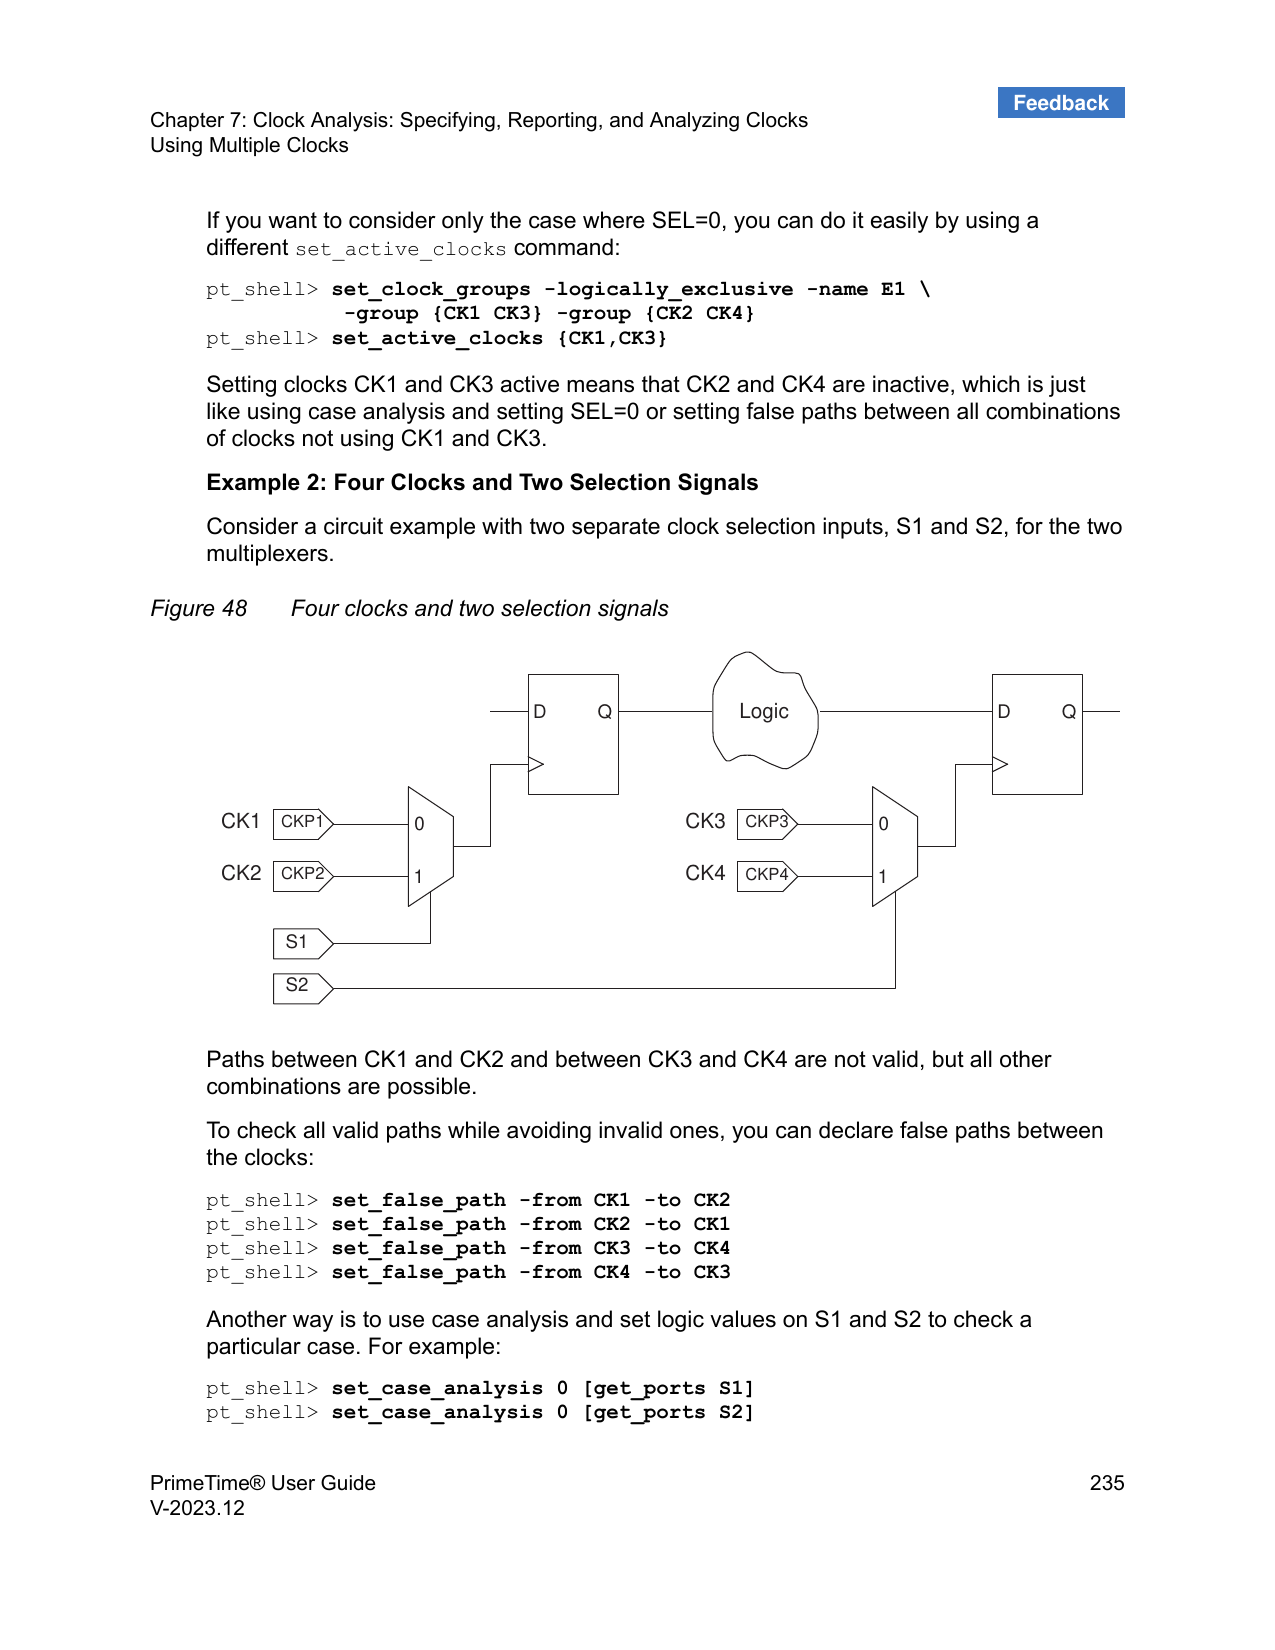 Feedback
Chapter 7: Clock Analysis: Specifying, Reporting, and Analyzing Clocks
Using Multiple Clocks
If you want to consider only the case where SEL=0, you can do it easily by using a
different set_active_clocks command:
pt_shell> set_clock_groups -logically_exclusive -name E1 \
-group {CK1 CK3} -group {CK2 CK4}
pt_shell> set_active_clocks {CK1,CK3}
Setting clocks CK1 and CK3 active means that CK2 and CK4 are inactive, which is just
like using case analysis and setting SEL=0 or setting false paths between all combinations
of clocks not using CK1 and CK3.
Example 2: Four Clocks and Two Selection Signals
Consider a circuit example with two separate clock selection inputs, S1 and S2, for the two
multiplexers.
Figure 48 Four clocks and two selection signals
D Q Logic D Q
CK1 CKP1 0 CK3 CKP3 0
CK2 CKP2 1 CK4 CKP4 1
S1
S2
Paths between CK1 and CK2 and between CK3 and CK4 are not valid, but all other
combinations are possible.
To check all valid paths while avoiding invalid ones, you can declare false paths between
the clocks:
pt_shell> set_false_path -from CK1 -to CK2
pt_shell> set_false_path -from CK2 -to CK1
pt_shell> set_false_path -from CK3 -to CK4
pt_shell> set_false_path -from CK4 -to CK3
Another way is to use case analysis and set logic values on S1 and S2 to check a
particular case. For example:
pt_shell> set_case_analysis 0 [get_ports S1]
pt_shell> set_case_analysis 0 [get_ports S2]
PrimeTime® User Guide 235
V-2023.12